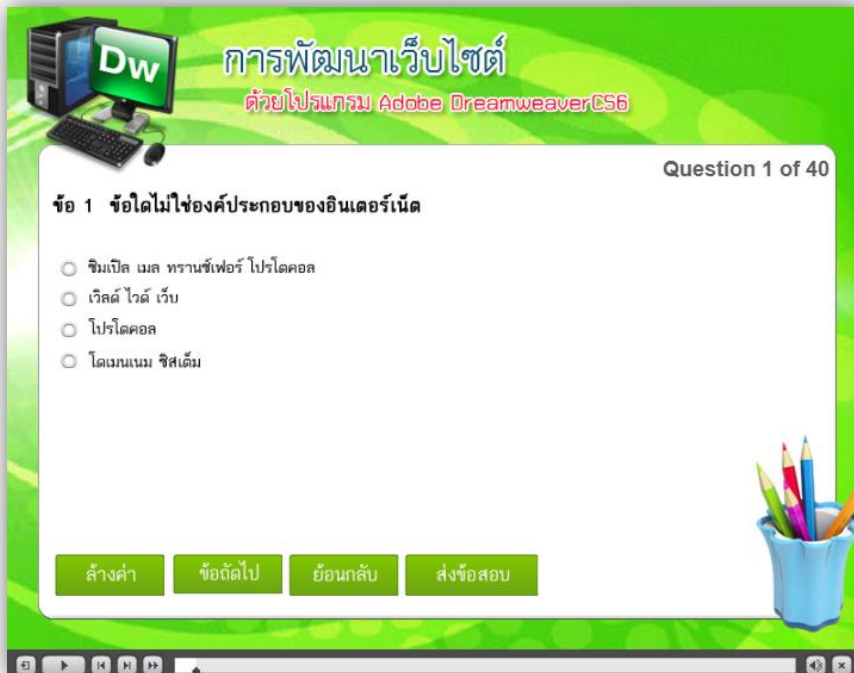 Dw
การพัฒนาเว็บไซต์
ด้วยโปรแกรม Adobe DreamweaverCS6
Question 1 of 40
ข้อ 1 ข้อใดไม่ใช่องค์ประกอบของอินเตอร์เน็ต
ซิมเปิล เมล ทรานซ์เฟอร์ โปรโตคอล
เวิลด์ ไวด์ เว็บ
โปรโตคอล
โดเมนเนม ซิสเต็ม
ล้างค่า ข้อถัดไป ย้อนกลับ ส่งข้อสอบ